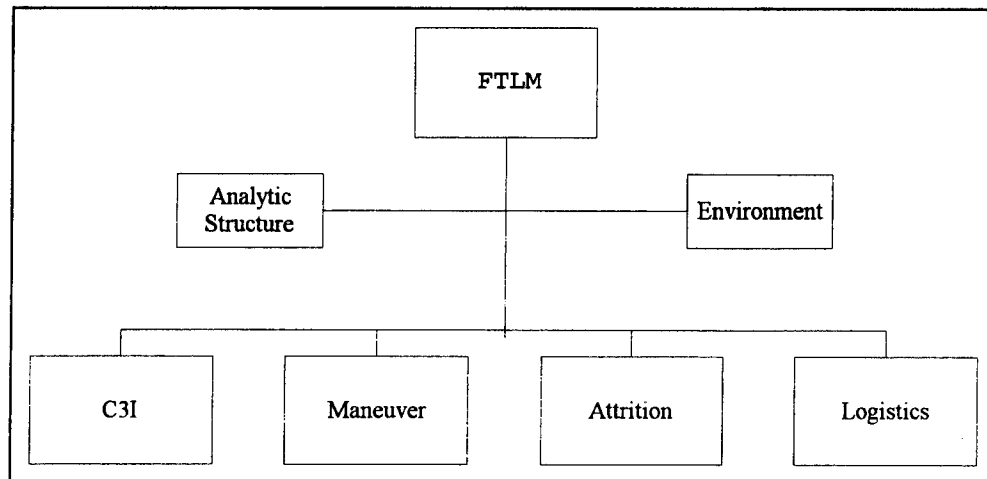 FTLM
Analytic
Structure
Environment
C3I
Maneuver
Attrition
Logistics